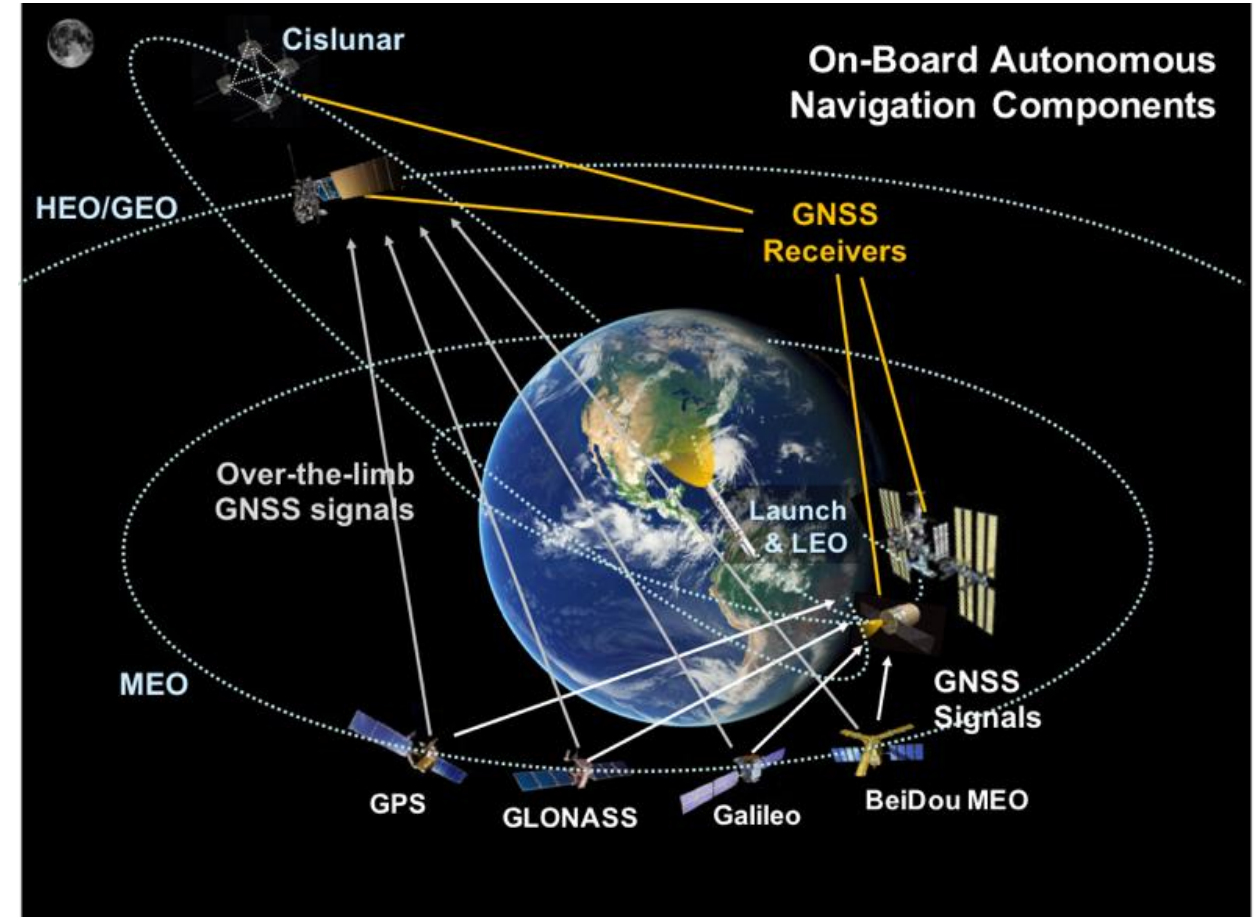 Cislunar
On-Board Autonomous
Navigation Components
HEO/GEO
GNSS
Receivers
Over-the-limb
GNSS signals
Launch
& LEO
MEO
GNSS
Signals
GPS
GLONASS
Galileo
BeiDou MEO